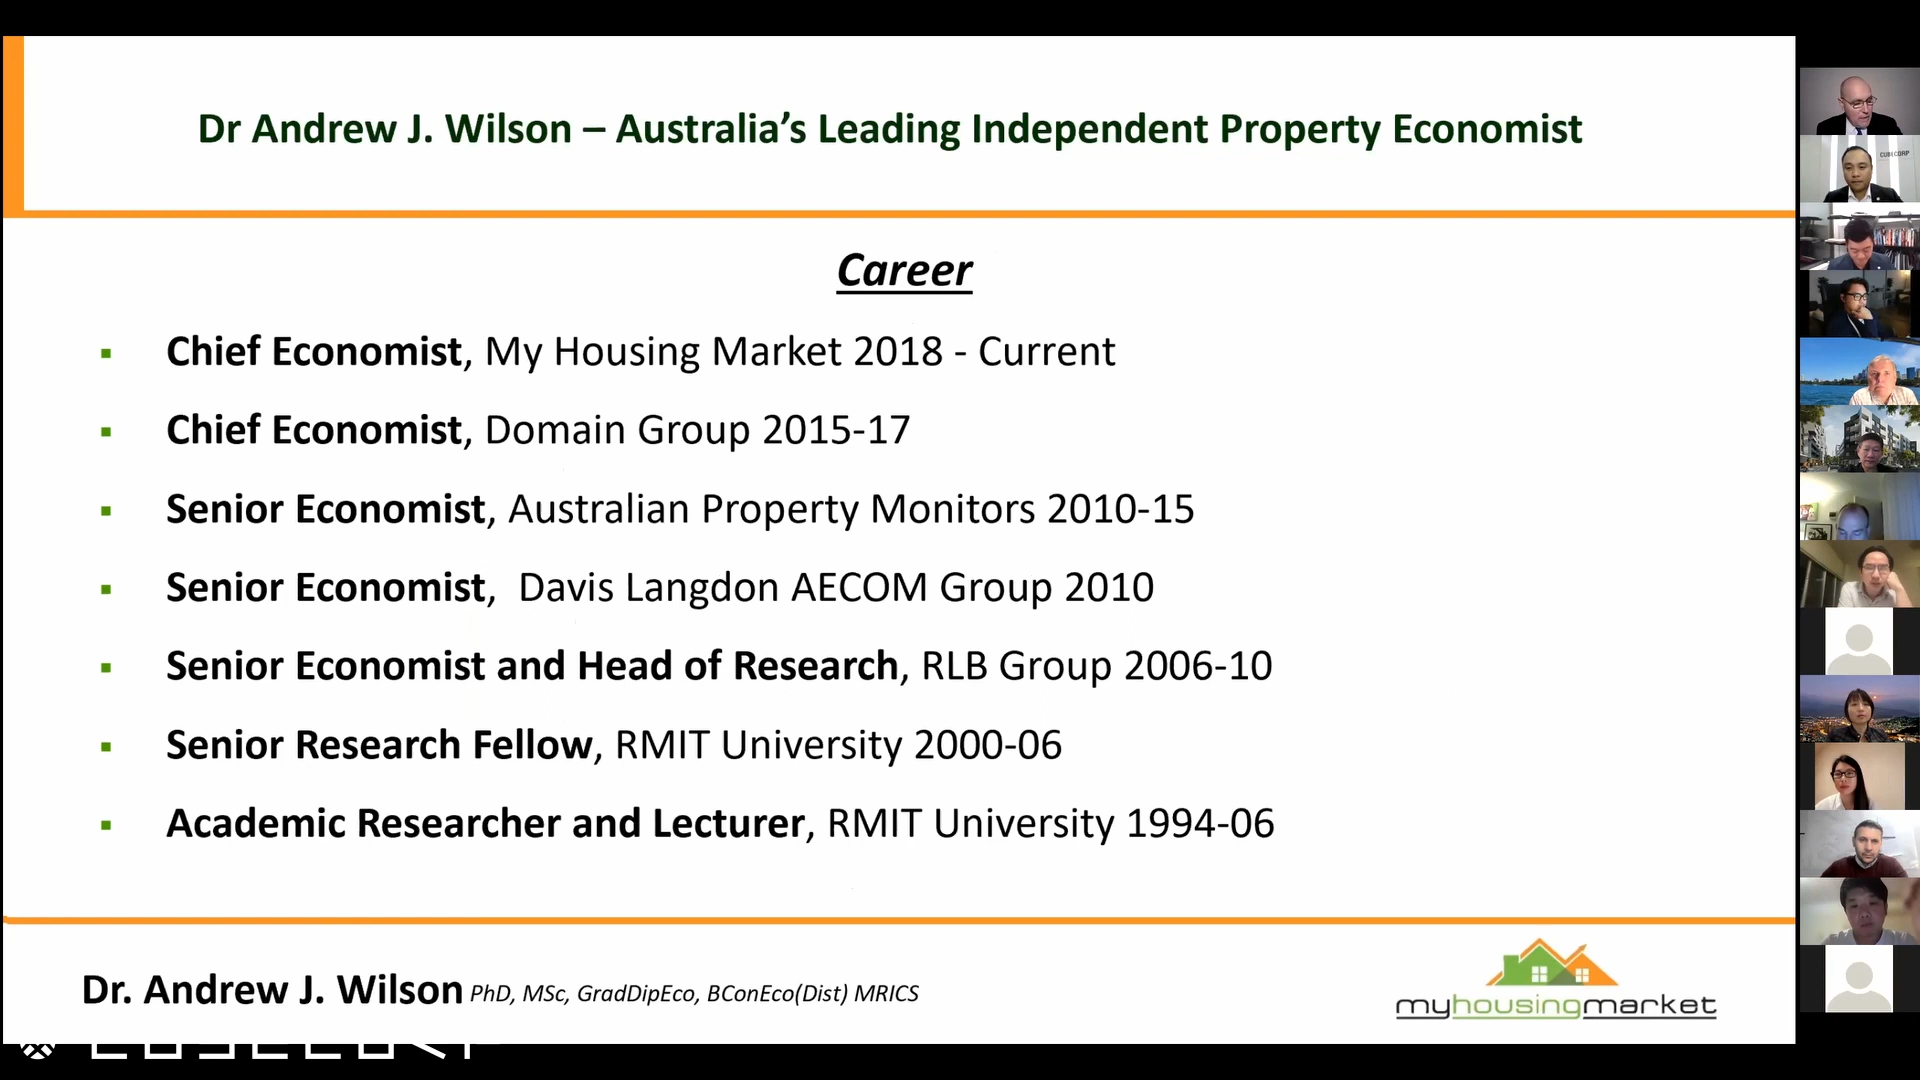 Dr Andrew J. Wilson – Australia’s Leading Independent Property Economist
Career
▪ Chief Economist, My Housing Market 2018 - Current
▪ Chief Economist, Domain Group 2015-17
▪ Senior Economist, Australian Property Monitors 2010-15
▪ Senior Economist, Davis Langdon AECOM Group 2010
▪ Senior Economist and Head of Research, RLB Group 2006-10
▪ Senior Research Fellow, RMIT University 2000-06
▪ Academic Researcher and Lecturer, RMIT University 1994-06
Dr. Andrew J. Wilson PhD, MSc, GradDipEco, BConEco(Dist) MRICS
myhousingmarket
CUBECORP